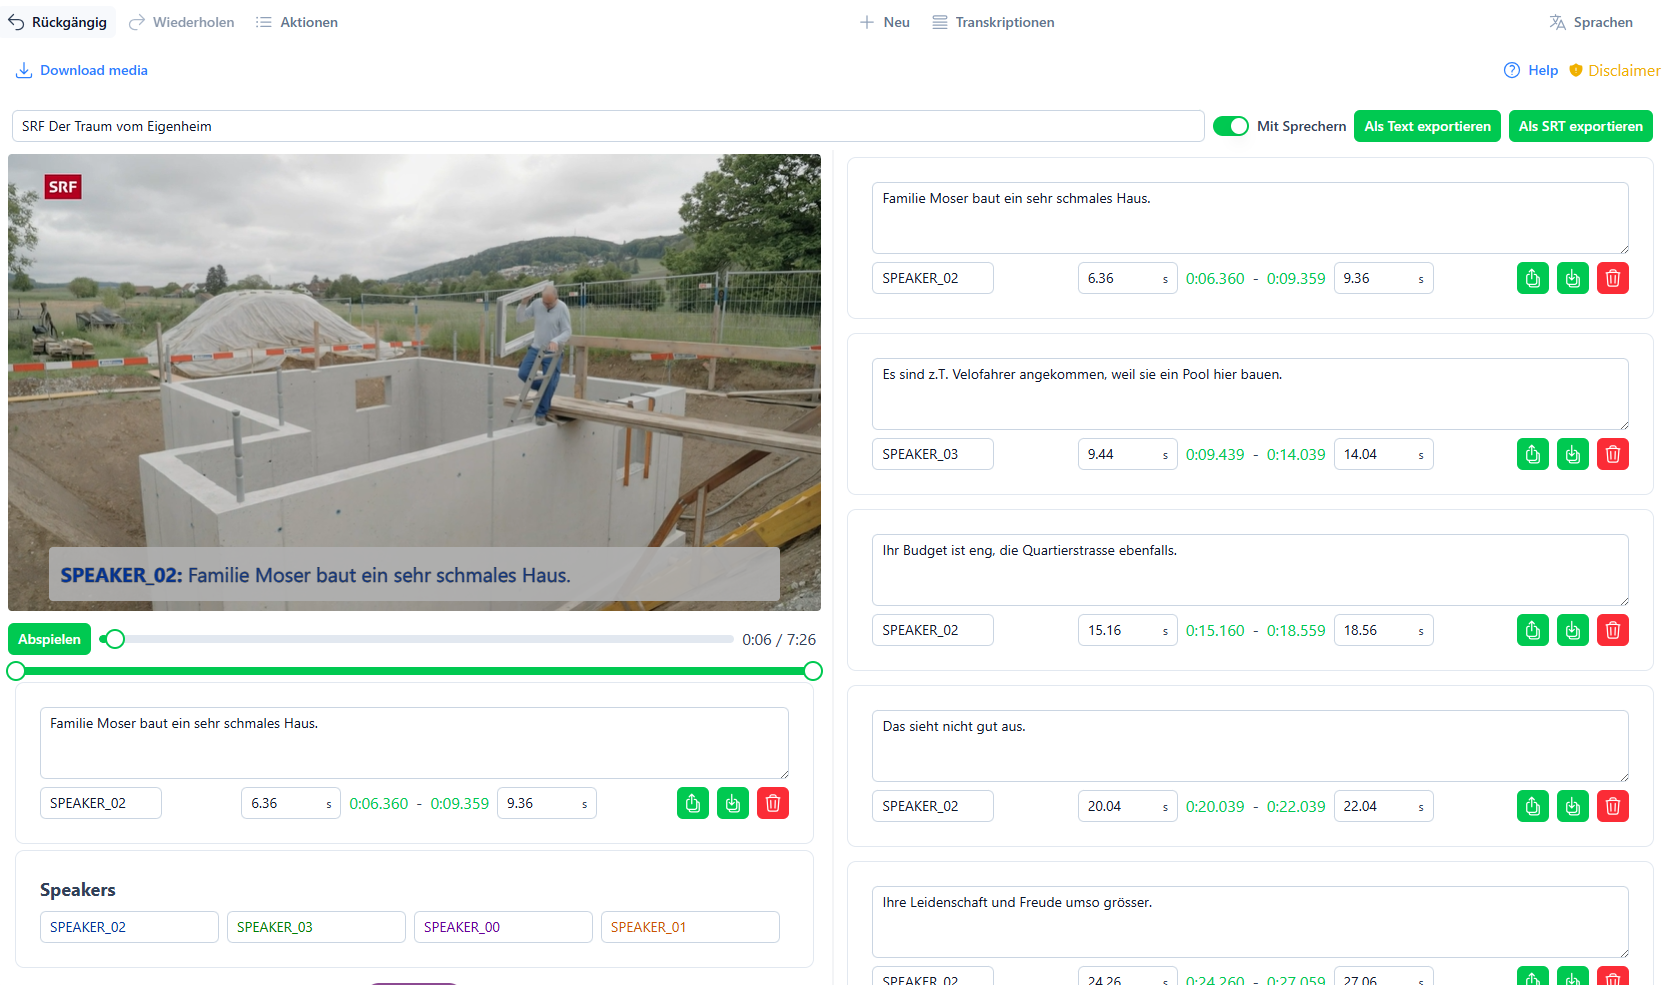 Rückgängig Wiederholen Aktionen Neu Transkriptionen Sprachen
Download media Help Disclaimer
SRF Der Traum vom Eigenheim Mit Sprechern Als Text exportieren Als SRT exportieren
SRF
SPEAKER_02: Familie Moser baut ein sehr schmales Haus.
Abspielen 0:06 / 7:26
Familie Moser baut ein sehr schmales Haus.
SPEAKER_02 6.36 s 0:06.360 - 0:09.359 9.36 s
Speakers
SPEAKER_02 SPEAKER_03 SPEAKER_00 SPEAKER_01
Familie Moser baut ein sehr schmales Haus.
SPEAKER_02 6.36 s 0:06.360 - 0:09.359 9.36 s
Es sind z.T. Velofahrer angekommen, weil sie ein Pool hier bauen.
SPEAKER_03 9.44 s 0:09.439 - 0:14.039 14.04 s
Ihr Budget ist eng, die Quartierstrasse ebenfalls.
SPEAKER_02 15.16 s 0:15.160 - 0:18.559 18.56 s
Das sieht nicht gut aus.
SPEAKER_02 20.04 s 0:20.039 - 0:22.039 22.04 s
Ihre Leidenschaft und Freude umso grösser.
SPEAKER_02 24.26 s 0:24.260 - 0:27.059 27.06 s